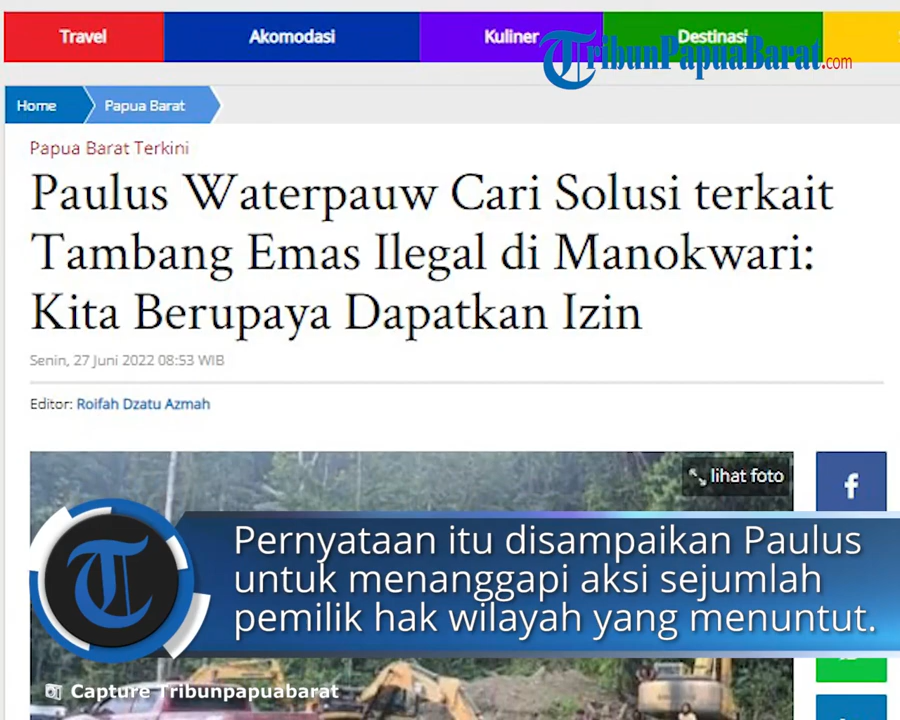 Travel
Akomodasi
Kuliner
Destinasi
TribunPapuaBarat.com
Home
Papua Barat
Papua Barat Terkini
Paulus Waterpauw Cari Solusi terkait
Tambang Emas Ilegal di Manokwari:
Kita Berupaya Dapatkan Izin
Senin, 27 Juni 2022 08:53 WIB
Editor: Roifah Dzatu Azmah
lihat foto
f
Pernyataan itu disampaikan Paulus
untuk menanggapi aksi sejumlah
pemilik hak wilayah yang menuntut.
T
Capture Tribunpapuabarat